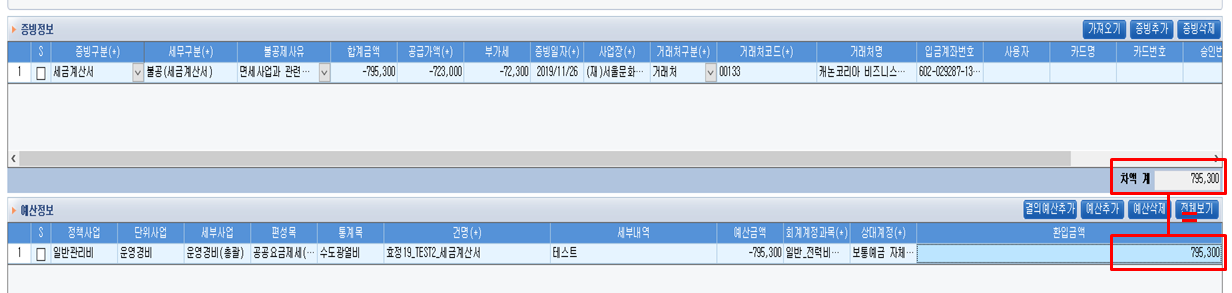 증빙정보 가져오기 증빙추가 증빙삭제
S 증빙구분(+) 세무구분(+) 불공제사유 합계금액 공급가액(+) 부가세 증빙일자(+) 사업장(+) 거래처구분(+) 거래처코드(+) 거래처명 입금계좌번호 사용자 카드명 카드번호 승인번
1 세금계산서 불공(세금계산서) 면세사업과 관련… -795,300 -723,000 -72,300 2019/11/26 (재)서울문화… 거래처 00133 캐논코리아 비즈니스… 602-029287-13…
차액 계 795,300
예산정보 결의예산추가 예산추가 예산삭제 전체보기
S 정책사업 단위사업 세부사업 편성목 통계목 건명(+) 세부내역 예산금액 회계계정과목(+) 상대계정(+) 환입금액
1 일반관리비 운영경비 운영경비(총괄) 공공요금제세(… 수도광열비 효정19_TEST2_세금계산서 테스트 -795,300 일반_전력비… 보통예금 자체… 795,300